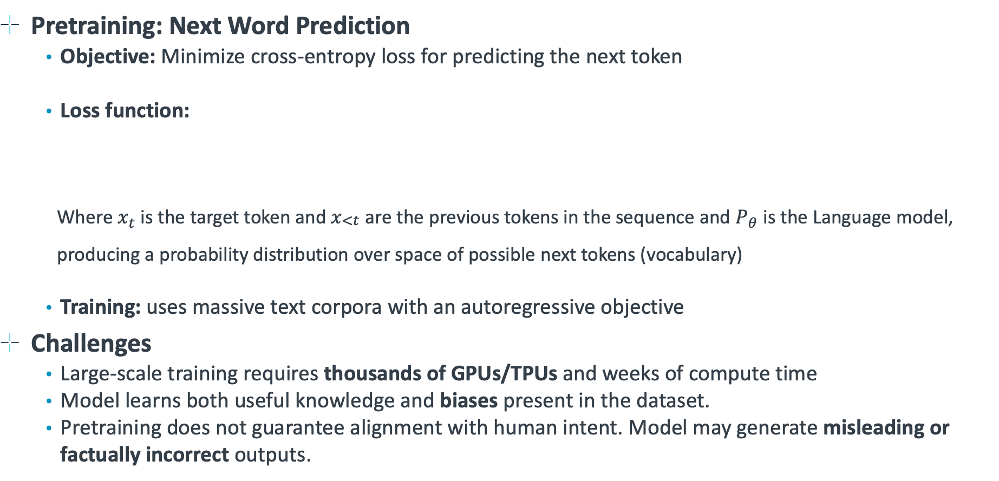 Pretraining: Next Word Prediction
• Objective: Minimize cross-entropy loss for predicting the next token
• Loss function:
Where x_t is the target token and x_{<t} are the previous tokens in the sequence and P_θ is the Language model,
producing a probability distribution over space of possible next tokens (vocabulary)
• Training: uses massive text corpora with an autoregressive objective
Challenges
• Large-scale training requires thousands of GPUs/TPUs and weeks of compute time
• Model learns both useful knowledge and biases present in the dataset.
• Pretraining does not guarantee alignment with human intent. Model may generate misleading or
factually incorrect outputs.